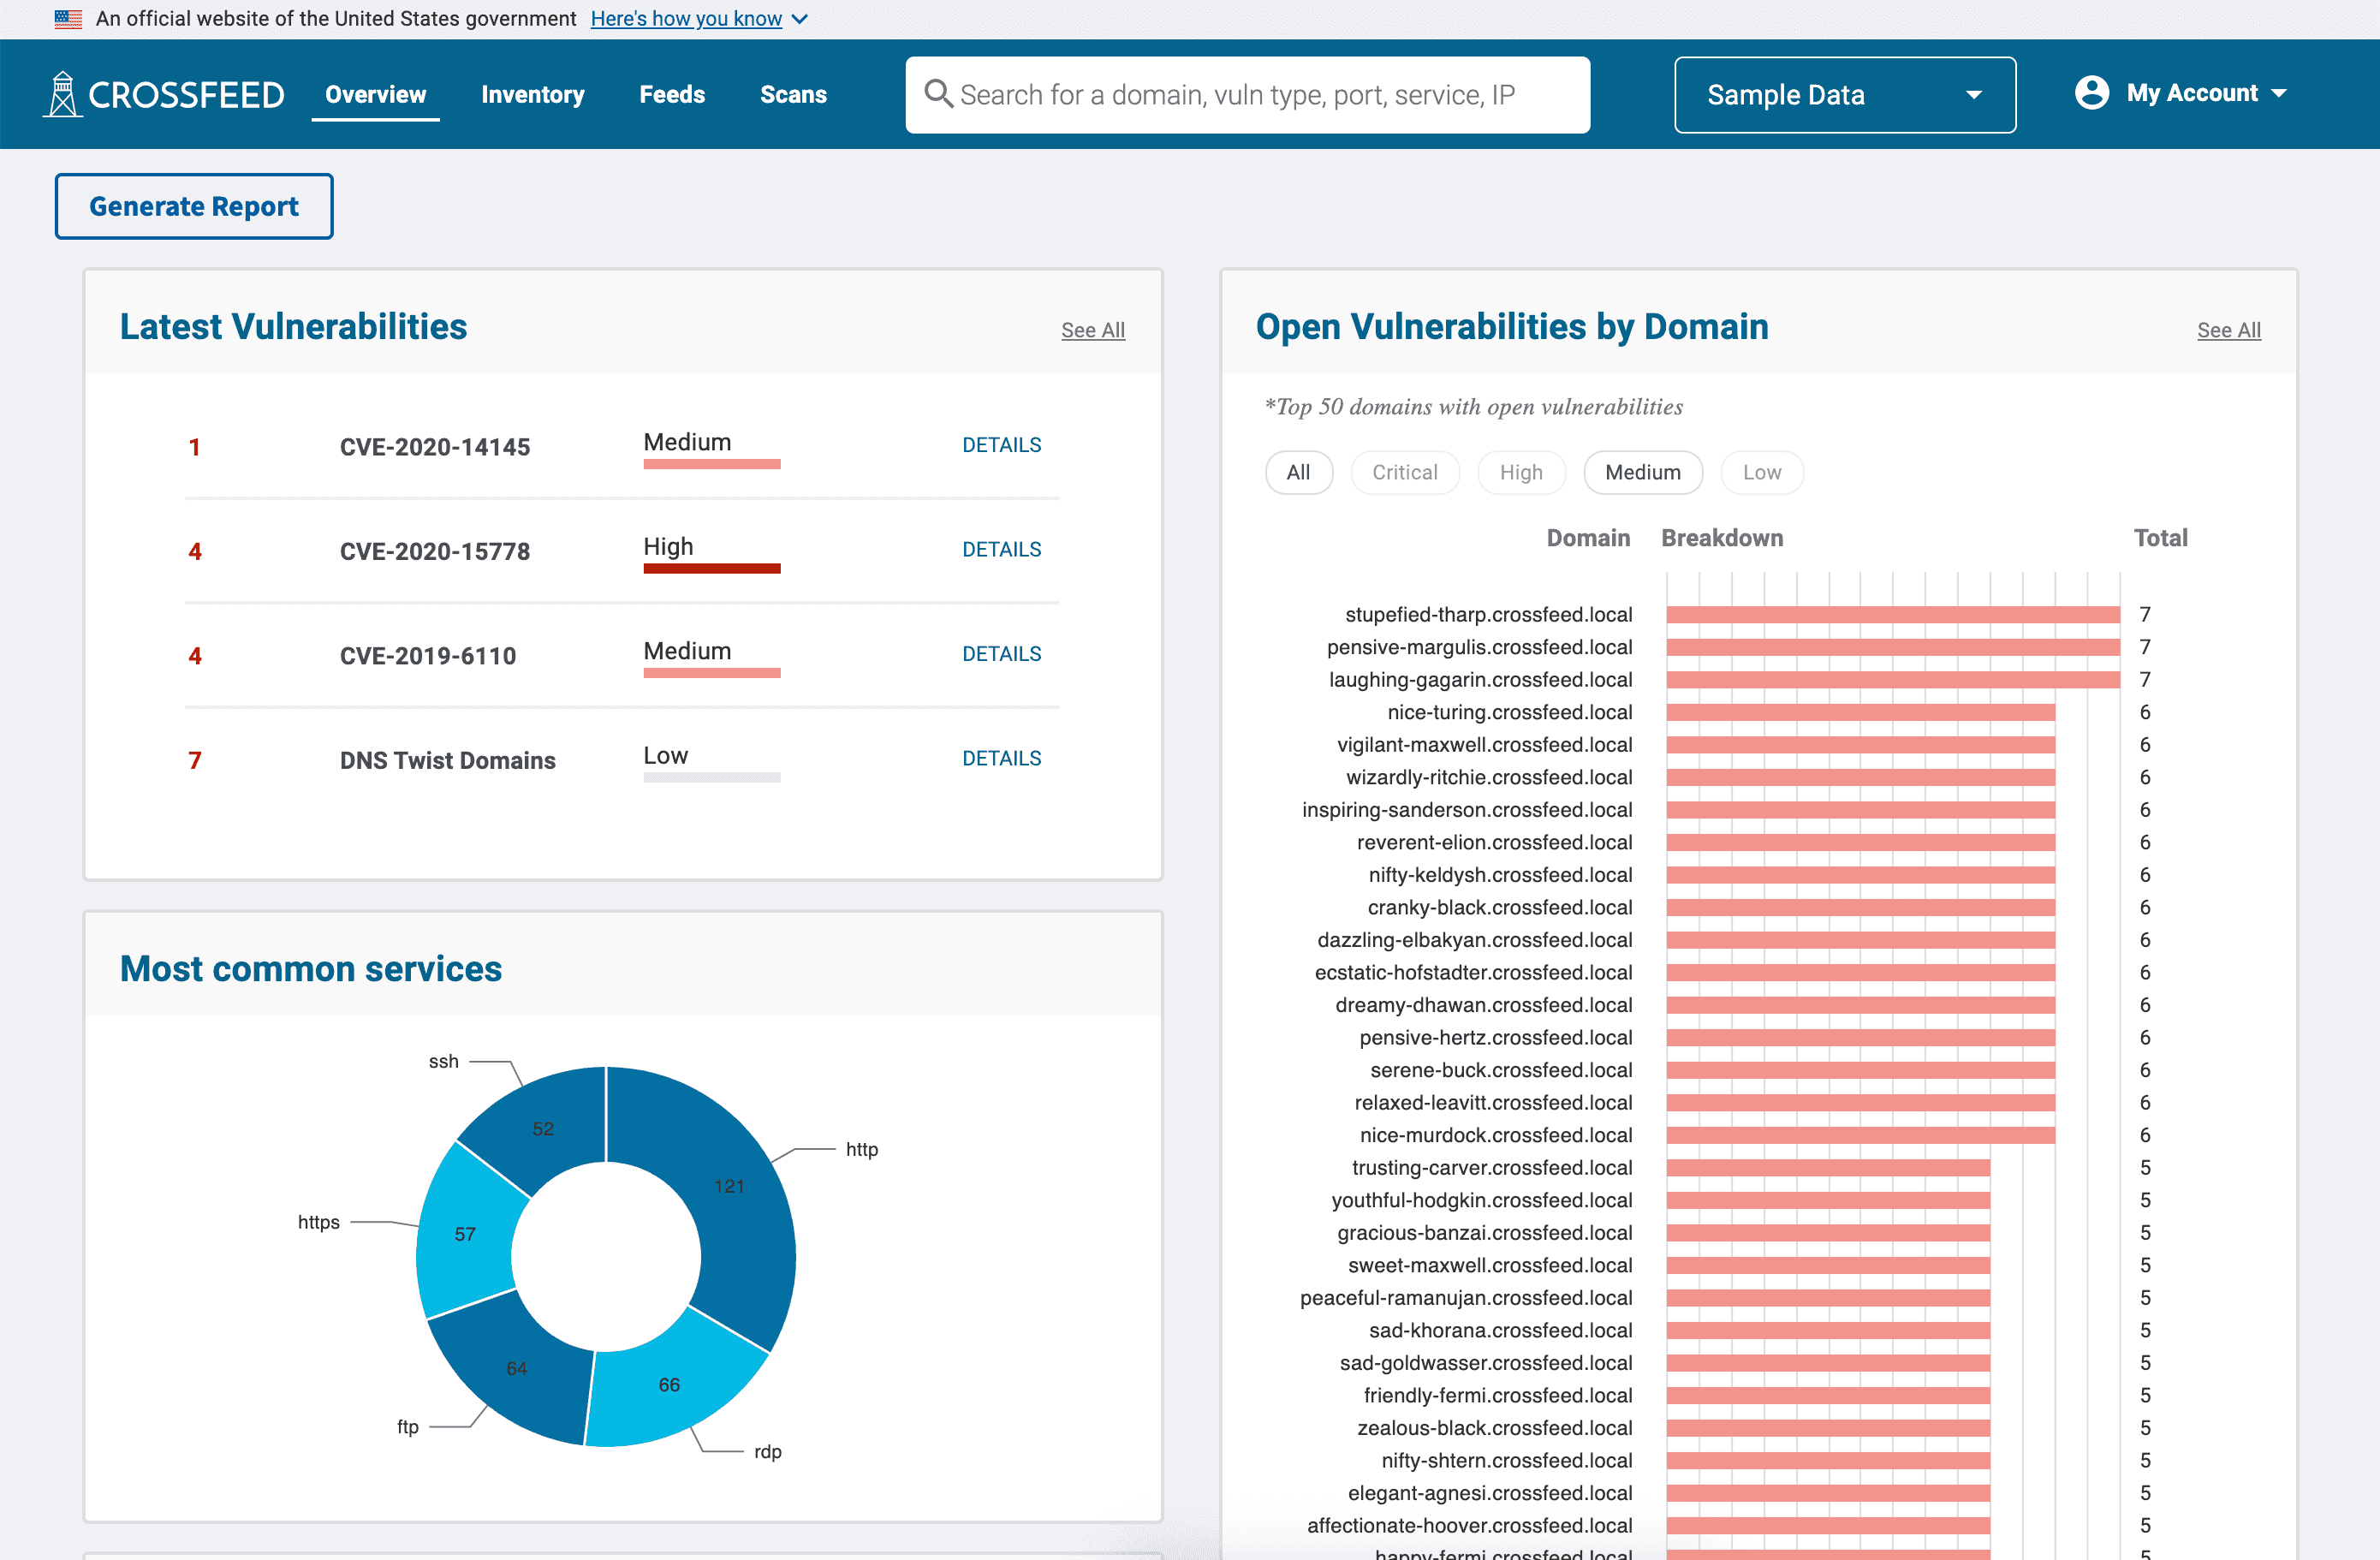 An official website of the United States government Here's how you know
CROSSFEED Overview Inventory Feeds Scans Search for a domain, vuln type, port, service, IP Sample Data My Account
Generate Report
Latest Vulnerabilities See All
1 CVE-2020-14145 Medium DETAILS
4 CVE-2020-15778 High DETAILS
4 CVE-2019-6110 Medium DETAILS
7 DNS Twist Domains Low DETAILS
Most common services
ssh
52
http
121
https
57
64
66
ftp
rdp
Open Vulnerabilities by Domain See All
*Top 50 domains with open vulnerabilities
All Critical High Medium Low
Domain Breakdown Total
stupefied-tharp.crossfeed.local 7
pensive-margulis.crossfeed.local 7
laughing-gagarin.crossfeed.local 7
nice-turing.crossfeed.local 6
vigilant-maxwell.crossfeed.local 6
wizardly-ritchie.crossfeed.local 6
inspiring-sanderson.crossfeed.local 6
reverent-elion.crossfeed.local 6
nifty-keldysh.crossfeed.local 6
cranky-black.crossfeed.local 6
dazzling-elbakyan.crossfeed.local 6
ecstatic-hofstadter.crossfeed.local 6
dreamy-dhawan.crossfeed.local 6
pensive-hertz.crossfeed.local 6
serene-buck.crossfeed.local 6
relaxed-leavitt.crossfeed.local 6
nice-murdock.crossfeed.local 6
trusting-carver.crossfeed.local 5
youthful-hodgkin.crossfeed.local 5
gracious-banzai.crossfeed.local 5
sweet-maxwell.crossfeed.local 5
peaceful-ramanujan.crossfeed.local 5
sad-khorana.crossfeed.local 5
sad-goldwasser.crossfeed.local 5
friendly-fermi.crossfeed.local 5
zealous-black.crossfeed.local 5
nifty-shtern.crossfeed.local 5
elegant-agnesi.crossfeed.local 5
affectionate-hoover.crossfeed.local 5
happy-fermi.crossfeed.local 5